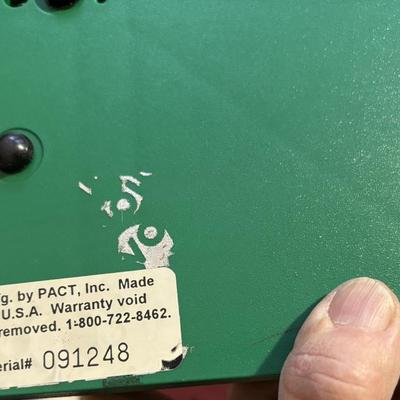 g. by PACT, Inc. Made
U.S.A. Warranty void
removed. 1-800-722-8462.
erial# 091248